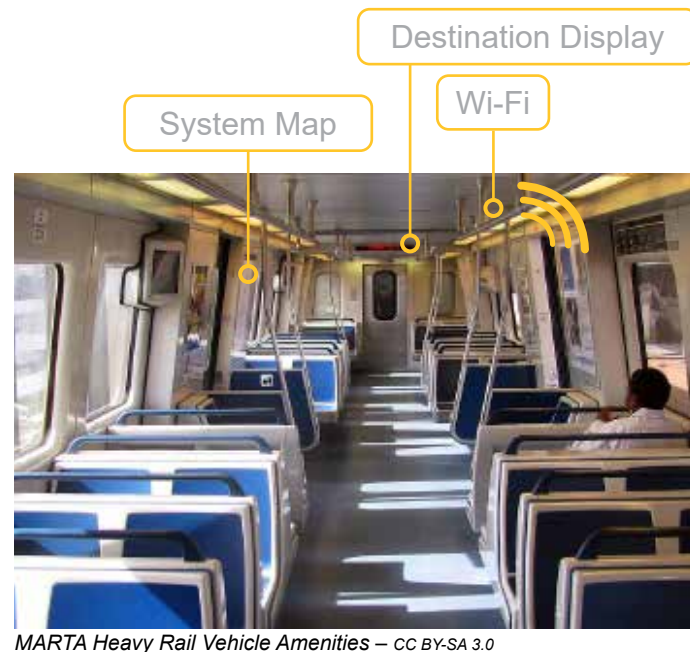 Destination Display
Wi-Fi
System Map
MARTA Heavy Rail Vehicle Amenities – CC BY-SA 3.0